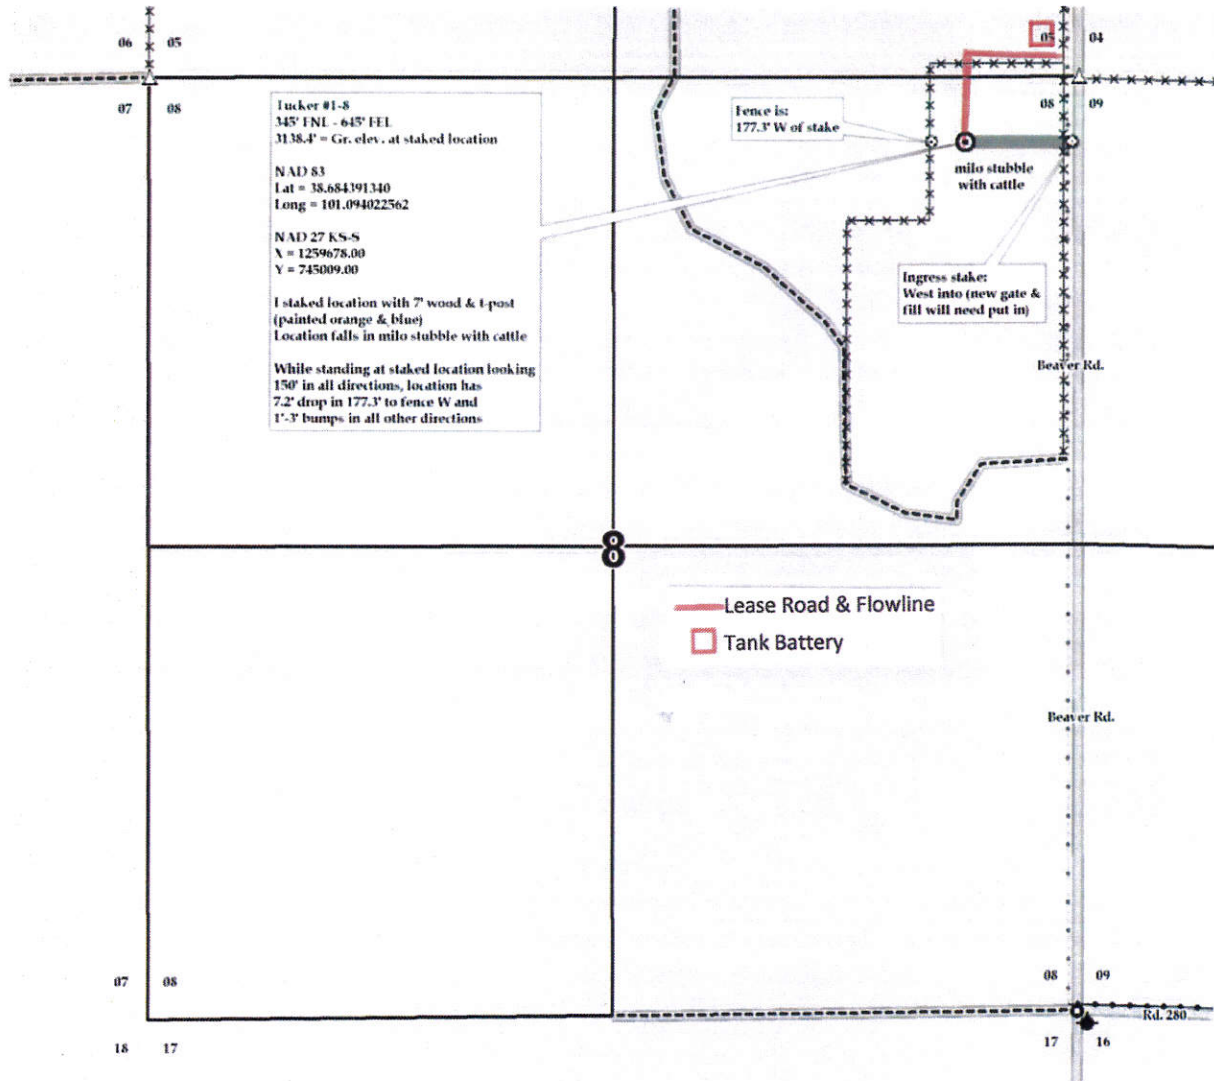 06 05
05 04
07 08
08 09
Tucker #1-8
345' FNL - 645' FEL
3138.4' = Gr. elev. at staked location
NAD 83
Lat = 38.684391340
Long = 101.094022562
NAD 27 KS-S
X = 1259678.00
Y = 745009.00
I staked location with 7' wood & t-post
(painted orange & blue)
Location falls in milo stubble with cattle
While standing at staked location looking
150' in all directions, location has
7.2' drop in 177.3' to fence W and
1'-3' bumps in all other directions
Fence is:
177.3' W of stake
milo stubble
with cattle
Ingress stake:
West into (new gate &
fill will need put in)
Beaver Rd.
8
Lease Road & Flowline
Tank Battery
Beaver Rd.
07 08
08 09
Rd. 280
18 17
17 16